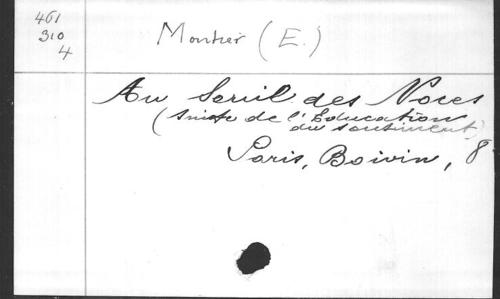 461
310
4
Montier (E.)
Au Seuil des Noces
(Suite de l'Education
du sentiment)
Paris, Boivin, 8